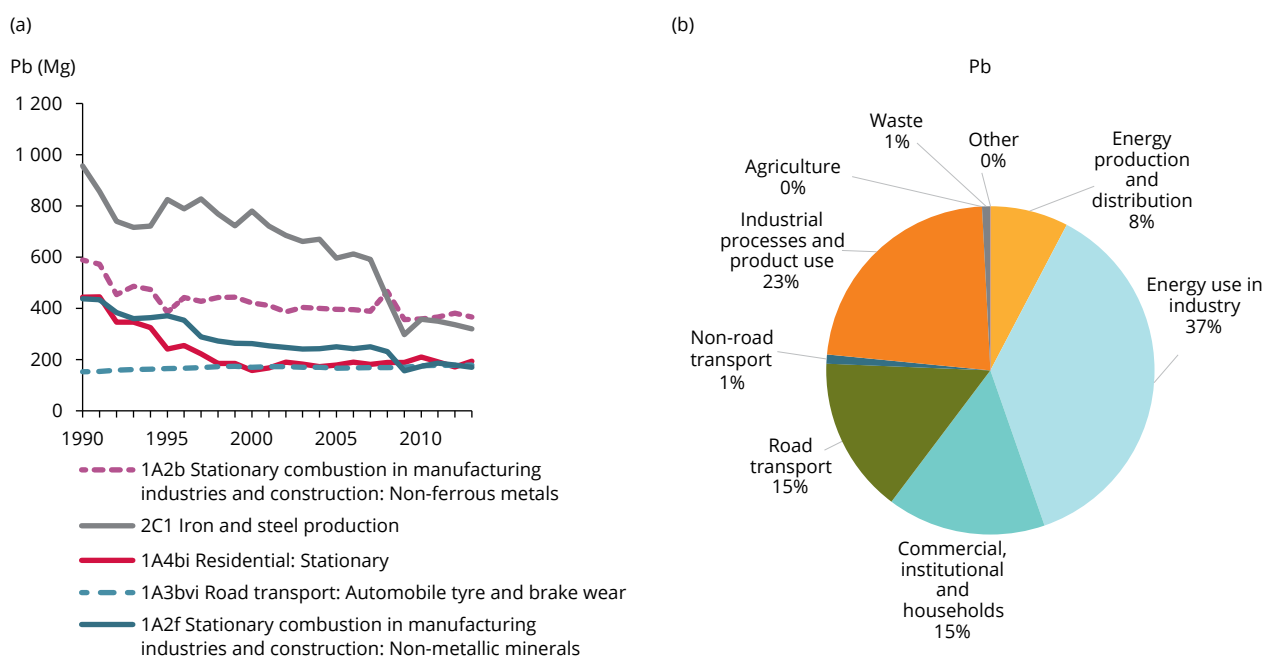 (a)
Pb (Mg)
1 200
1 000
800
600
400
200
0
1990
1995
2000
2005
2010
1A2b Stationary combustion in manufacturing
industries and construction: Non-ferrous metals
2C1 Iron and steel production
1A4bi Residential: Stationary
1A3bvi Road transport: Automobile tyre and brake wear
1A2f Stationary combustion in manufacturing
industries and construction: Non-metallic minerals
(b)
Pb
Waste
1%
Other
0%
Energy
production
and
distribution
8%
Agriculture
0%
Industrial
processes and
product use
23%
Energy use in
industry
37%
Non-road
transport
1%
Road
transport
15%
Commercial,
institutional
and
households
15%